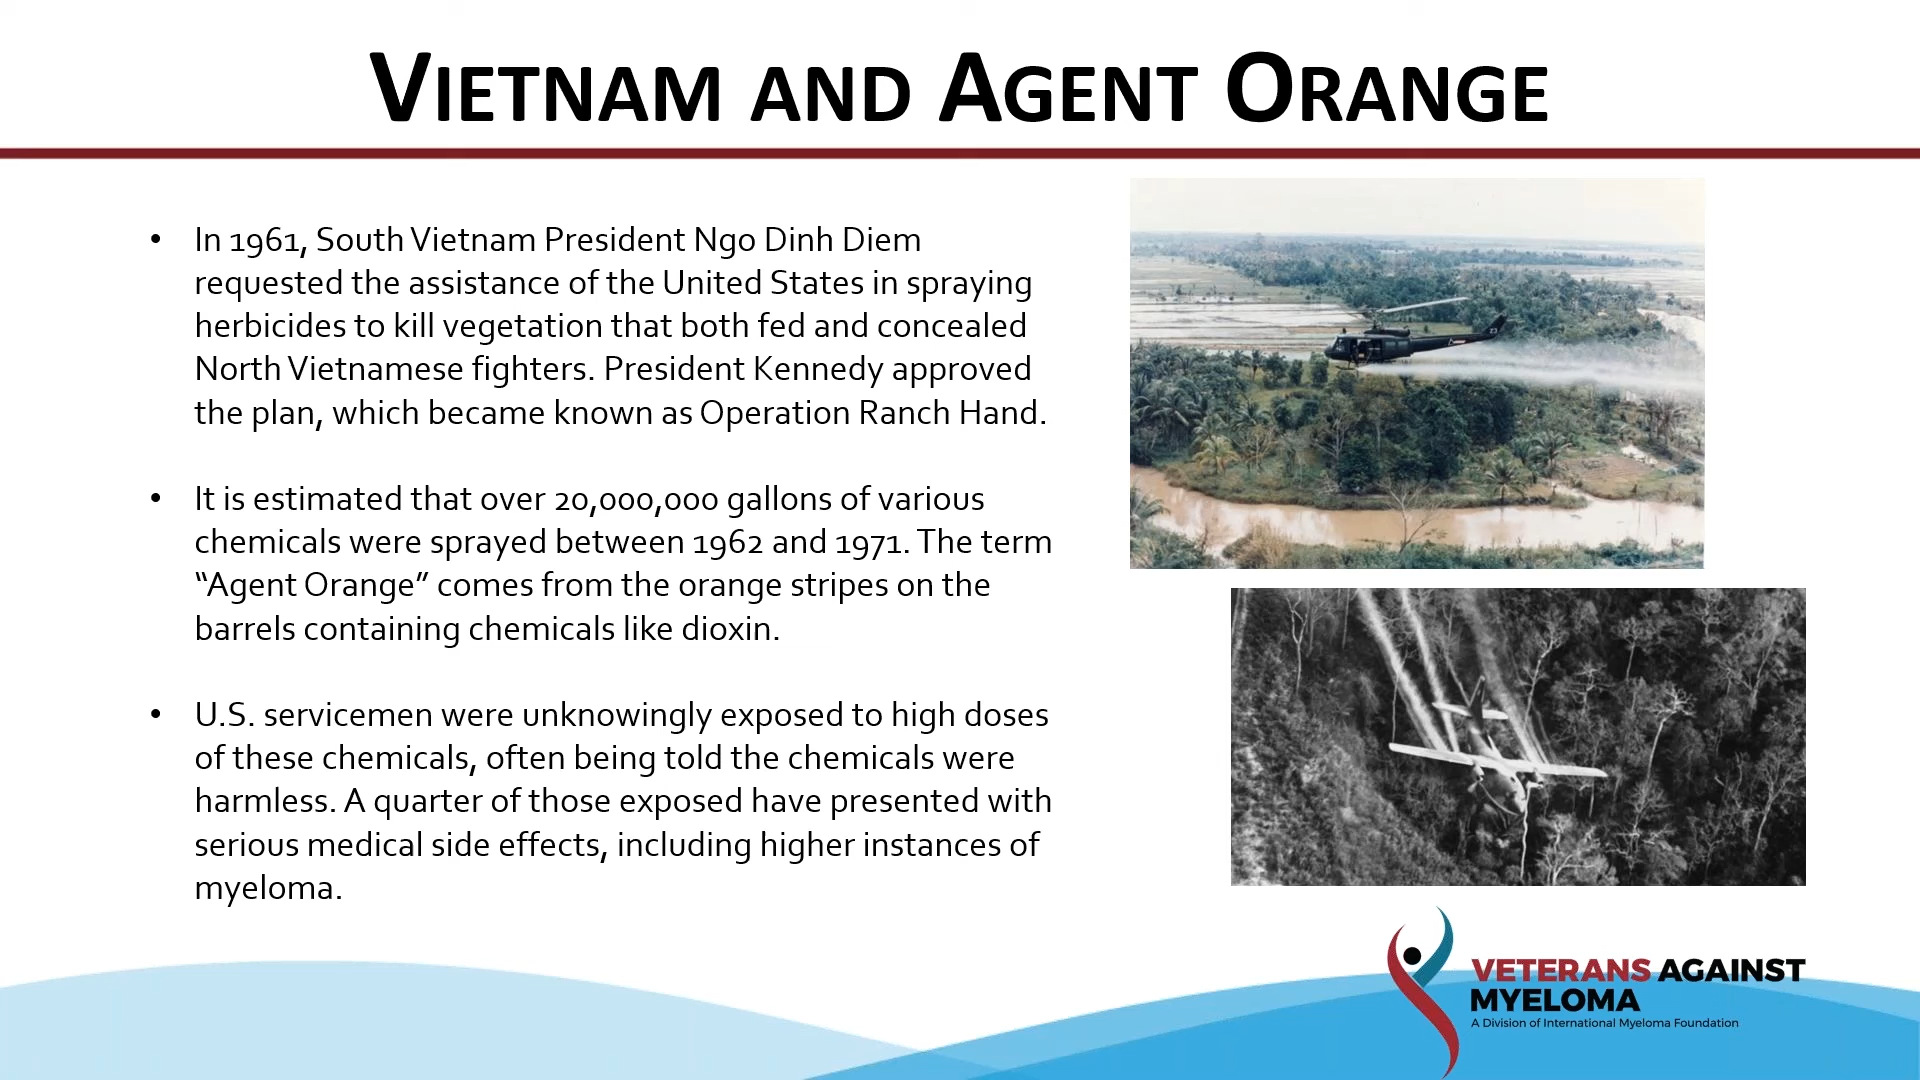 VIETNAM AND AGENT ORANGE
• In 1961, South Vietnam President Ngo Dinh Diem
requested the assistance of the United States in spraying
herbicides to kill vegetation that both fed and concealed
North Vietnamese fighters. President Kennedy approved
the plan, which became known as Operation Ranch Hand.
• It is estimated that over 20,000,000 gallons of various
chemicals were sprayed between 1962 and 1971. The term
“Agent Orange” comes from the orange stripes on the
barrels containing chemicals like dioxin.
• U.S. servicemen were unknowingly exposed to high doses
of these chemicals, often being told the chemicals were
harmless. A quarter of those exposed have presented with
serious medical side effects, including higher instances of
myeloma.
VETERANS AGAINST
MYELOMA
A Division of International Myeloma Foundation